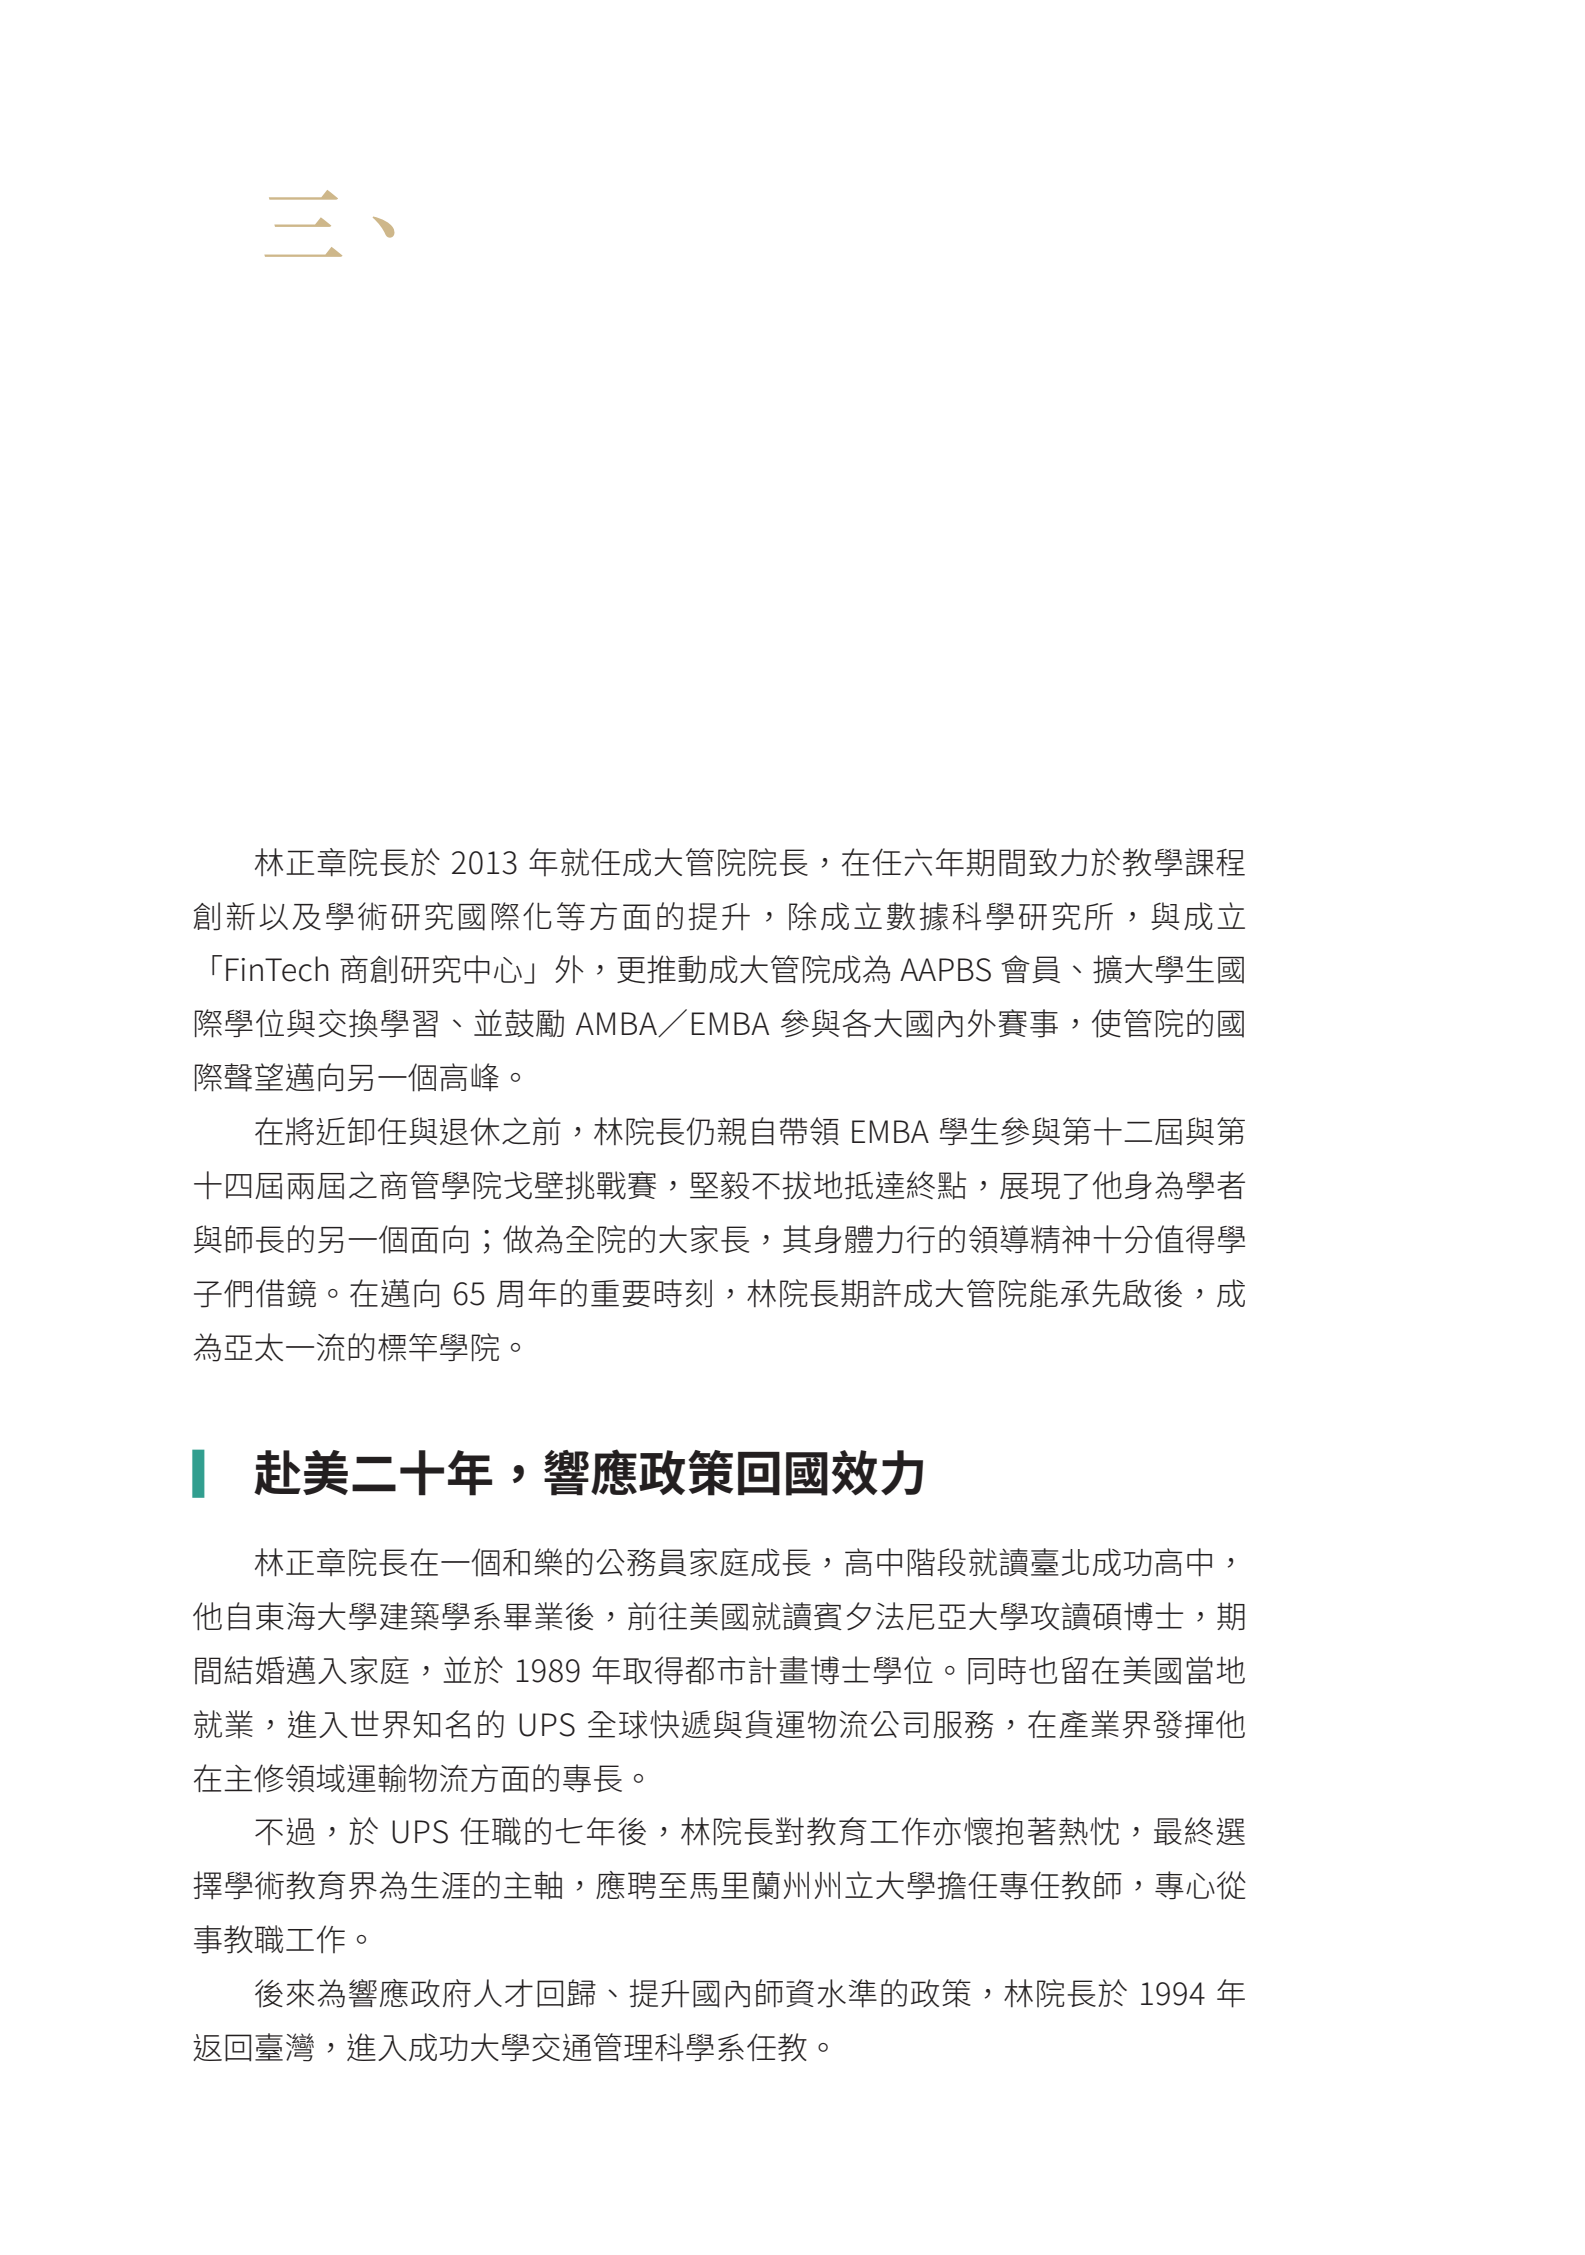 三、
林正章院長於 2013 年就任成大管院院長，在任六年期間致力於教學課程
創新以及學術研究國際化等方面的提升，除成立數據科學研究所，與成立
「FinTech 商創研究中心」外，更推動成大管院成為 AAPBS 會員、擴大學生國
際學位與交換學習、並鼓勵 AMBA／EMBA 參與各大國內外賽事，使管院的國
際聲望邁向另一個高峰。
在將近卸任與退休之前，林院長仍親自帶領 EMBA 學生參與第十二屆與第
十四屆兩屆之商管學院戈壁挑戰賽，堅毅不拔地抵達終點，展現了他身為學者
與師長的另一個面向；做為全院的大家長，其身體力行的領導精神十分值得學
子們借鏡。在邁向 65 周年的重要時刻，林院長期許成大管院能承先啟後，成
為亞太一流的標竿學院。
赴美二十年，響應政策回國效力
林正章院長在一個和樂的公務員家庭成長，高中階段就讀臺北成功高中，
他自東海大學建築學系畢業後，前往美國就讀賓夕法尼亞大學攻讀碩博士，期
間結婚邁入家庭，並於 1989 年取得都市計畫博士學位。同時也留在美國當地
就業，進入世界知名的 UPS 全球快遞與貨運物流公司服務，在產業界發揮他
在主修領域運輸物流方面的專長。
不過，於 UPS 任職的七年後，林院長對教育工作亦懷抱著熱忱，最終選
擇學術教育界為生涯的主軸，應聘至馬里蘭州州立大學擔任專任教師，專心從
事教職工作。
後來為響應政府人才回歸、提升國內師資水準的政策，林院長於 1994 年
返回臺灣，進入成功大學交通管理科學系任教。